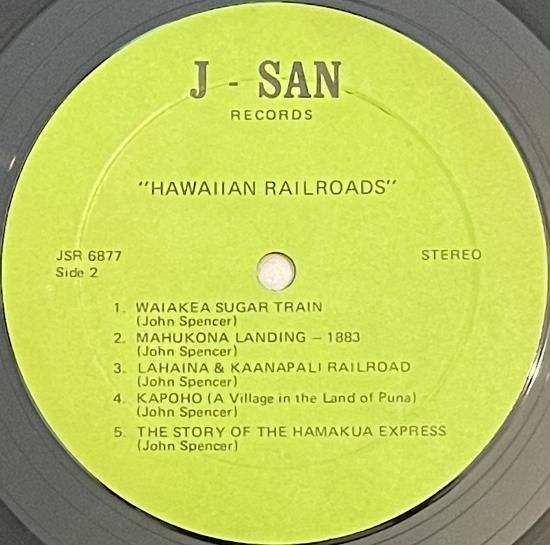 J - SAN
RECORDS
"HAWAIIAN RAILROADS"
JSR 6877
Side 2
STEREO
1. WAIAKEA SUGAR TRAIN
(John Spencer)
2. MAHUKONA LANDING – 1883
(John Spencer)
3. LAHAINA & KAANAPALI RAILROAD
(John Spencer)
4. KAPOHO (A Village in the Land of Puna)
(John Spencer)
5. THE STORY OF THE HAMAKUA EXPRESS
(John Spencer)